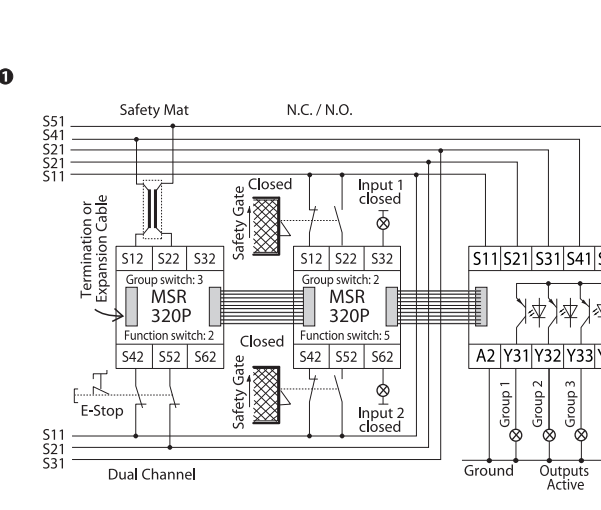 ❶
Safety Mat
N.C. / N.O.
S51
S41
S21
S21
S11
Termination or
Expansion Cable
Safety Gate
Closed
Input 1
closed
S12 S22 S32
Group switch: 3
MSR
320P
Function switch: 2
S42 S52 S62
S12 S22 S32
Group switch: 2
MSR
320P
Function switch: 5
S42 S52 S62
S11 S21 S31 S41 S
A2 Y31 Y32 Y33 Y
Closed
Safety Gate
E-Stop
Input 2
closed
Group 1
Group 2
Group 3
S11
S21
S31
Dual Channel
Ground
Outputs
Active